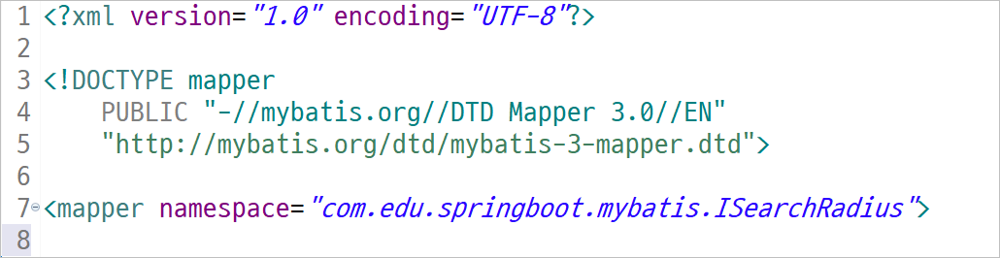 1 <?xml version="1.0" encoding="UTF-8"?>
2
3 <!DOCTYPE mapper
4     PUBLIC "-//mybatis.org//DTD Mapper 3.0//EN"
5     "http://mybatis.org/dtd/mybatis-3-mapper.dtd">
6
7 <mapper namespace="com.edu.springboot.mybatis.ISearchRadius">
8